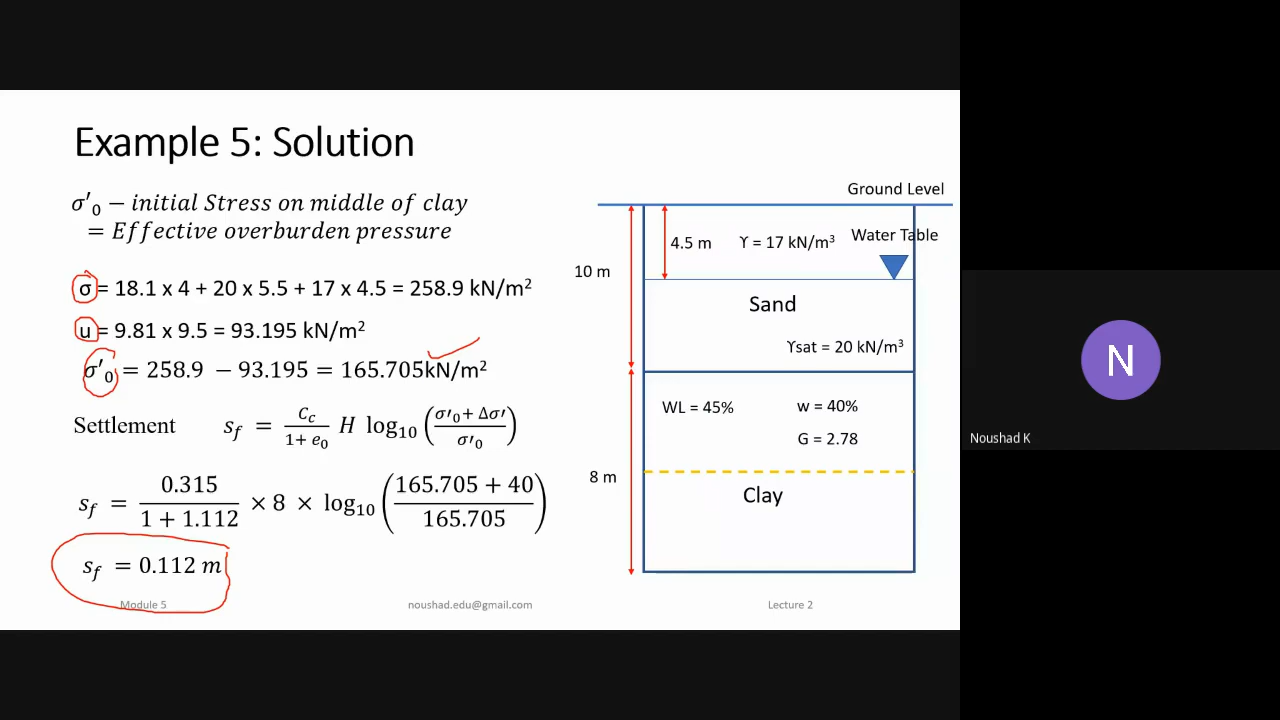 Example 5: Solution
σ′₀ − initial Stress on middle of clay
= Effective overburden pressure
σ = 18.1 x 4 + 20 x 5.5 + 17 x 4.5 = 258.9 kN/m²
u = 9.81 x 9.5 = 93.195 kN/m²
σ′₀ = 258.9 − 93.195 = 165.705kN/m²
Settlement s_f = C_c / (1 + e₀) H log₁₀ ((σ′₀ + Δσ′) / σ′₀)
s_f = 0.315 / (1 + 1.112) × 8 × log₁₀ ((165.705 + 40) / 165.705)
s_f = 0.112 m
Ground Level
4.5 m
ϒ = 17 kN/m³
Water Table
10 m
Sand
ϒsat = 20 kN/m³
WL = 45%
w = 40%
G = 2.78
8 m
Clay
Module 5
noushad.edu@gmail.com
Lecture 2
N
Noushad K